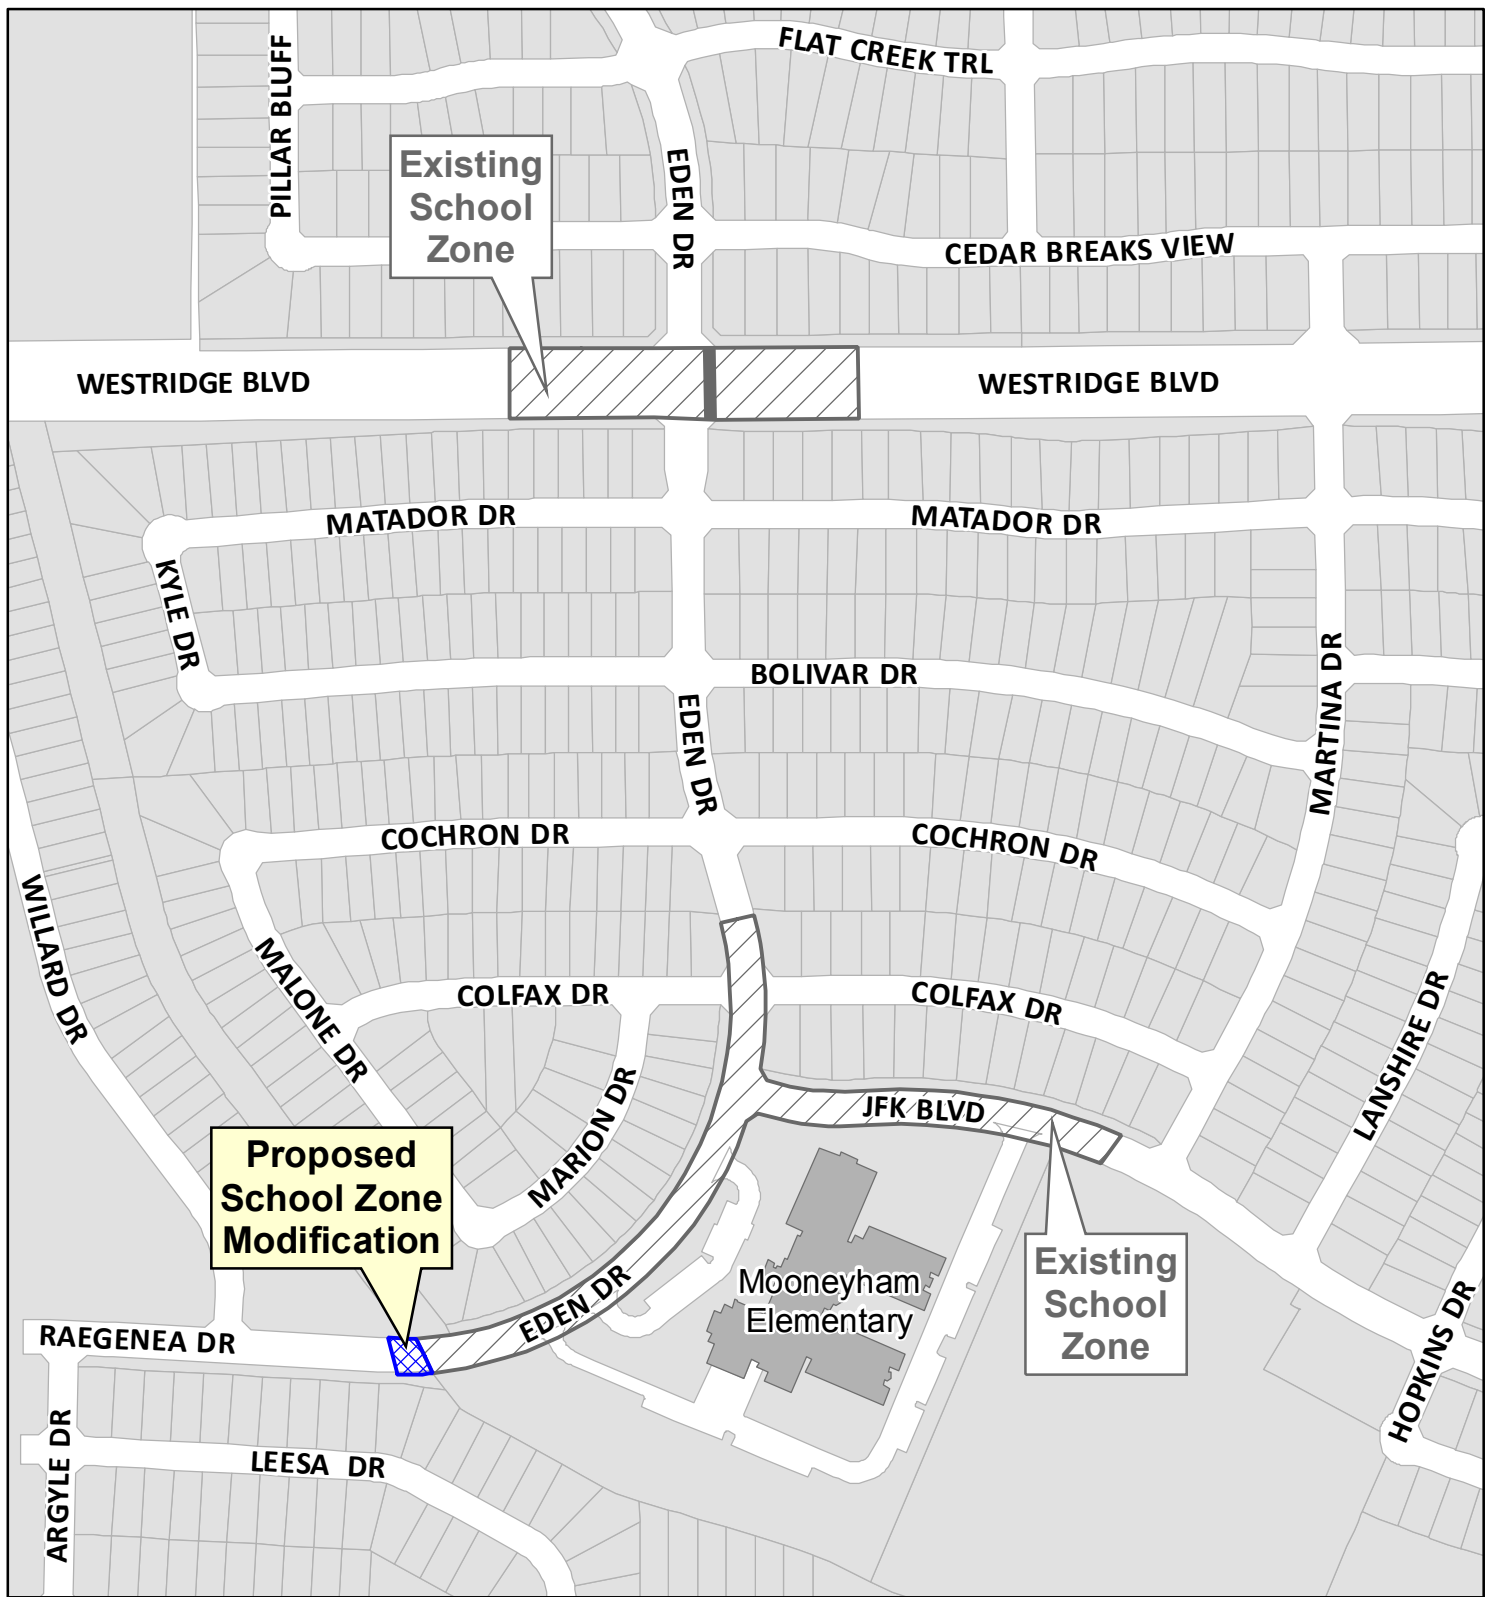 FLAT CREEK TRL
PILLAR BLUFF
Existing
School
Zone
EDEN DR
CEDAR BREAKS VIEW
WESTRIDGE BLVD
WESTRIDGE BLVD
MATADOR DR
MATADOR DR
KYLE DR
BOLIVAR DR
MARTINA DR
EDEN DR
COCHRON DR
COCHRON DR
WILLARD DR
MALONE DR
COLFAX DR
COLFAX DR
LANSHIRE DR
MARION DR
JFK BLVD
Proposed
School Zone
Modification
Existing
School
Zone
Mooneyham
Elementary
EDEN DR
RAEGENEA DR
HOPKINS DR
ARGYLE DR
LEESA DR